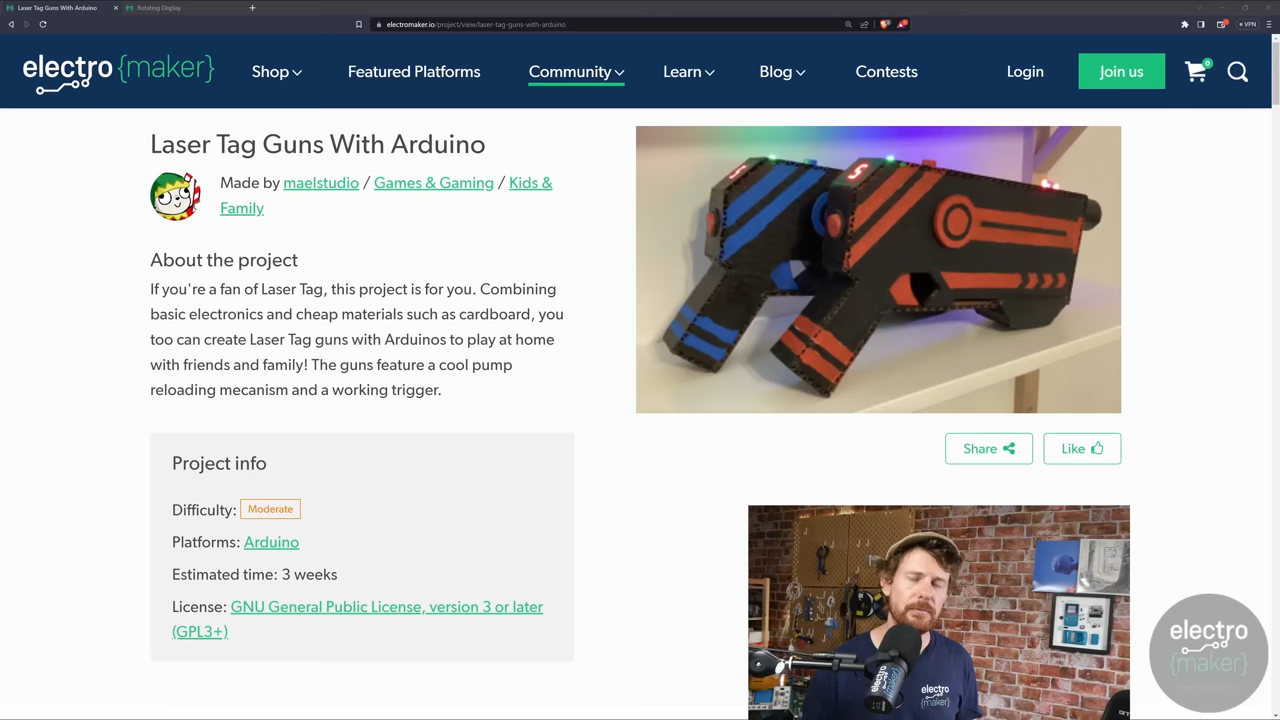 Laser Tag Guns With Arduino
Rotating Display
electromaker.io/project/view/laser-tag-guns-with-arduino
VPN
electro {maker}
Shop
Featured Platforms
Community
Learn
Blog
Contests
Login
Join us
0
Laser Tag Guns With Arduino
Made by maelstudio / Games & Gaming / Kids &
Family
About the project
If you're a fan of Laser Tag, this project is for you. Combining
basic electronics and cheap materials such as cardboard, you
too can create Laser Tag guns with Arduinos to play at home
with friends and family! The guns feature a cool pump
reloading mecanism and a working trigger.
Share
Like
Project info
Difficulty: Moderate
Platforms: Arduino
Estimated time: 3 weeks
License: GNU General Public License, version 3 or later
(GPL3+)
electro
{maker}
electro
{maker}